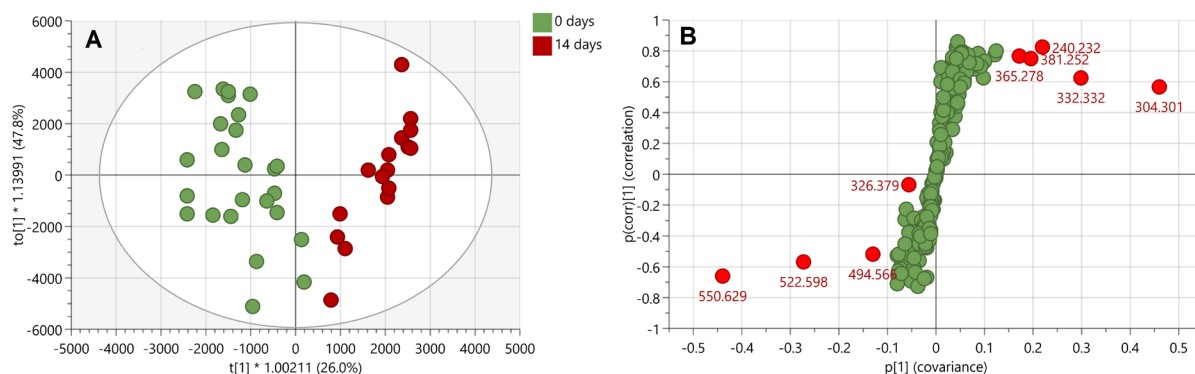 A
0 days
14 days
6000
4000
2000
0
-2000
-4000
-6000
-5000 -4000 -3000 -2000 -1000 0 1000 2000 3000 4000 5000
to[1] * 1.13991 (47.8%)
t[1] * 1.00211 (26.0%)
B
1
0.8
0.6
0.4
0.2
0
-0.2
-0.4
-0.6
-0.8
-1
-0.5 -0.4 -0.3 -0.2 -0.1 0 0.1 0.2 0.3 0.4 0.5
p(corr)[1] (correlation)
p[1] (covariance)
240.232
381.252
365.278
332.332
304.301
326.379
494.566
522.598
550.629